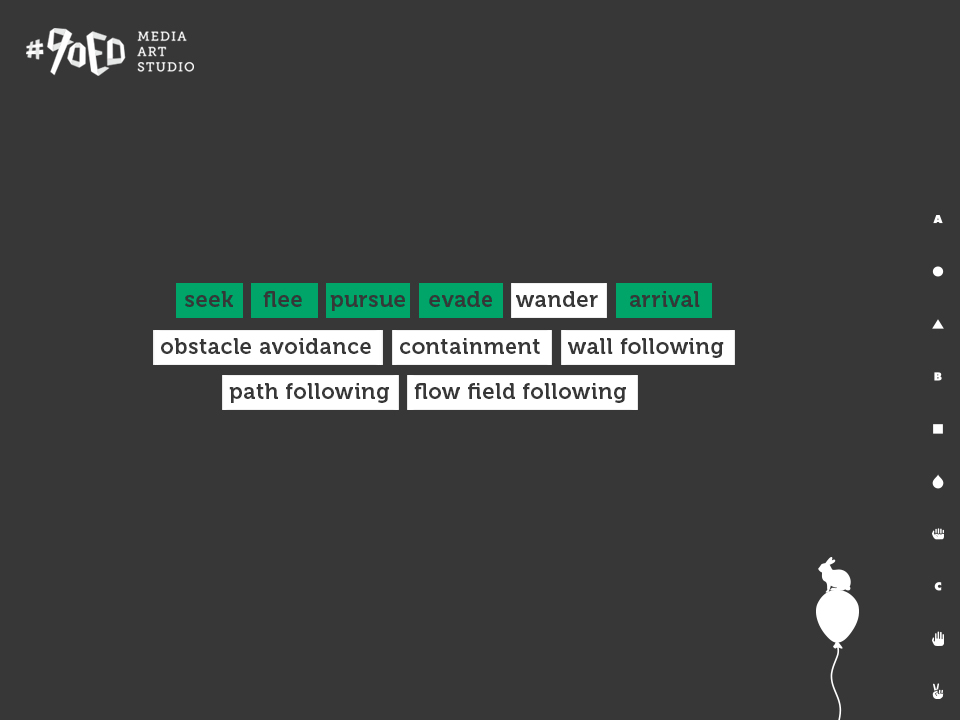 #90ED
MEDIA
ART
STUDIO
seek flee pursue evade wander arrival
obstacle avoidance containment wall following
path following flow field following
A
B
C